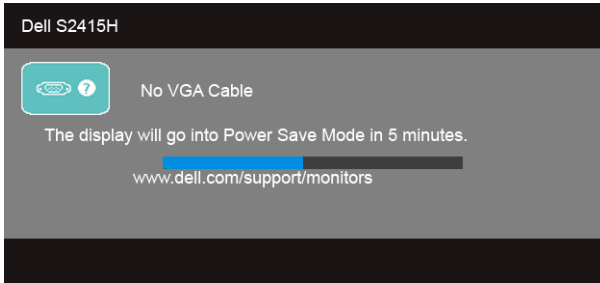 Dell S2415H
No VGA Cable
The display will go into Power Save Mode in 5 minutes.
www.dell.com/support/monitors